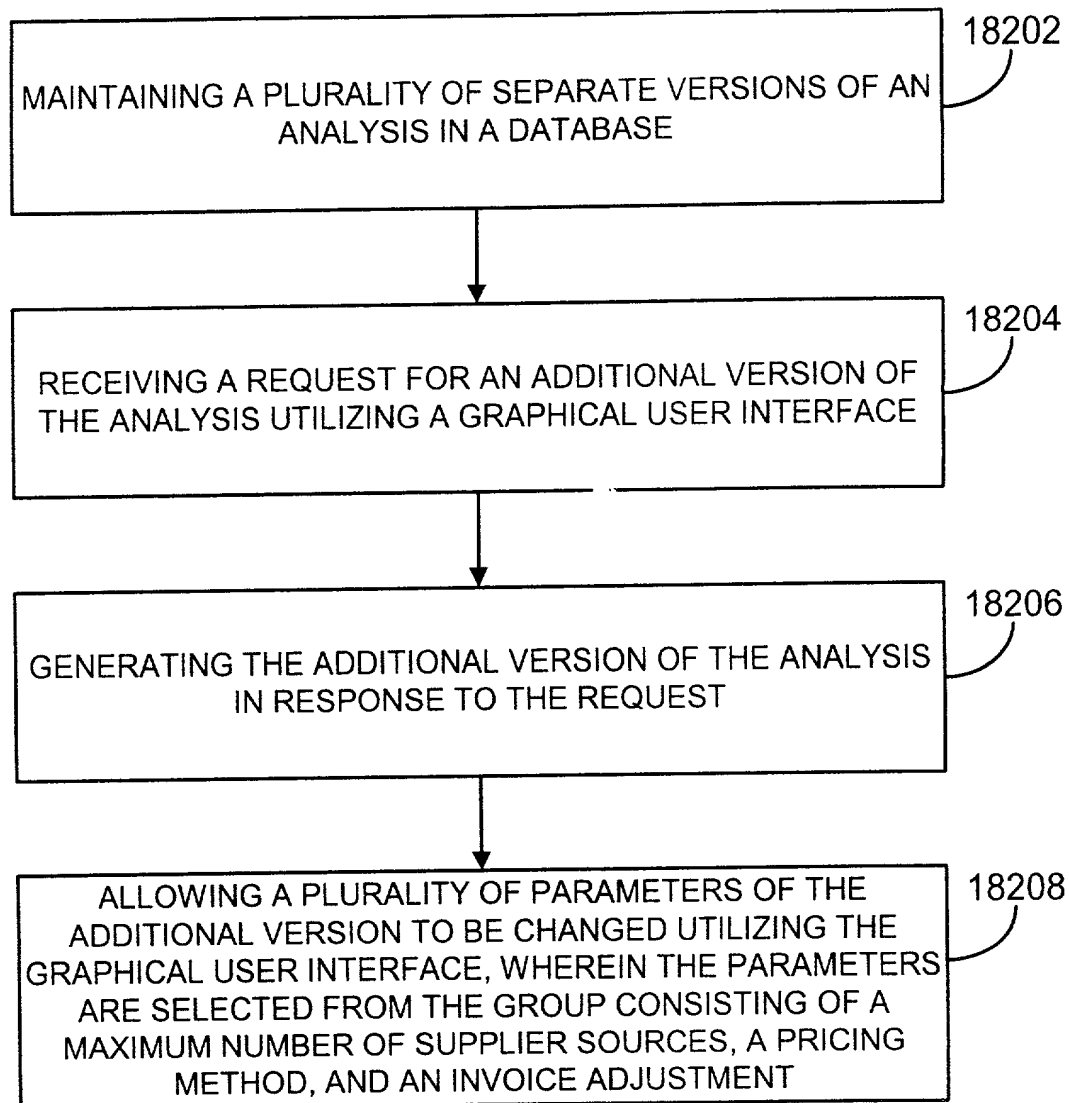 18202
MAINTAINING A PLURALITY OF SEPARATE VERSIONS OF AN
ANALYSIS IN A DATABASE
18204
RECEIVING A REQUEST FOR AN ADDITIONAL VERSION OF
THE ANALYSIS UTILIZING A GRAPHICAL USER INTERFACE
18206
GENERATING THE ADDITIONAL VERSION OF THE ANALYSIS
IN RESPONSE TO THE REQUEST
18208
ALLOWING A PLURALITY OF PARAMETERS OF THE
ADDITIONAL VERSION TO BE CHANGED UTILIZING THE
GRAPHICAL USER INTERFACE, WHEREIN THE PARAMETERS
ARE SELECTED FROM THE GROUP CONSISTING OF A
MAXIMUM NUMBER OF SUPPLIER SOURCES, A PRICING
METHOD, AND AN INVOICE ADJUSTMENT